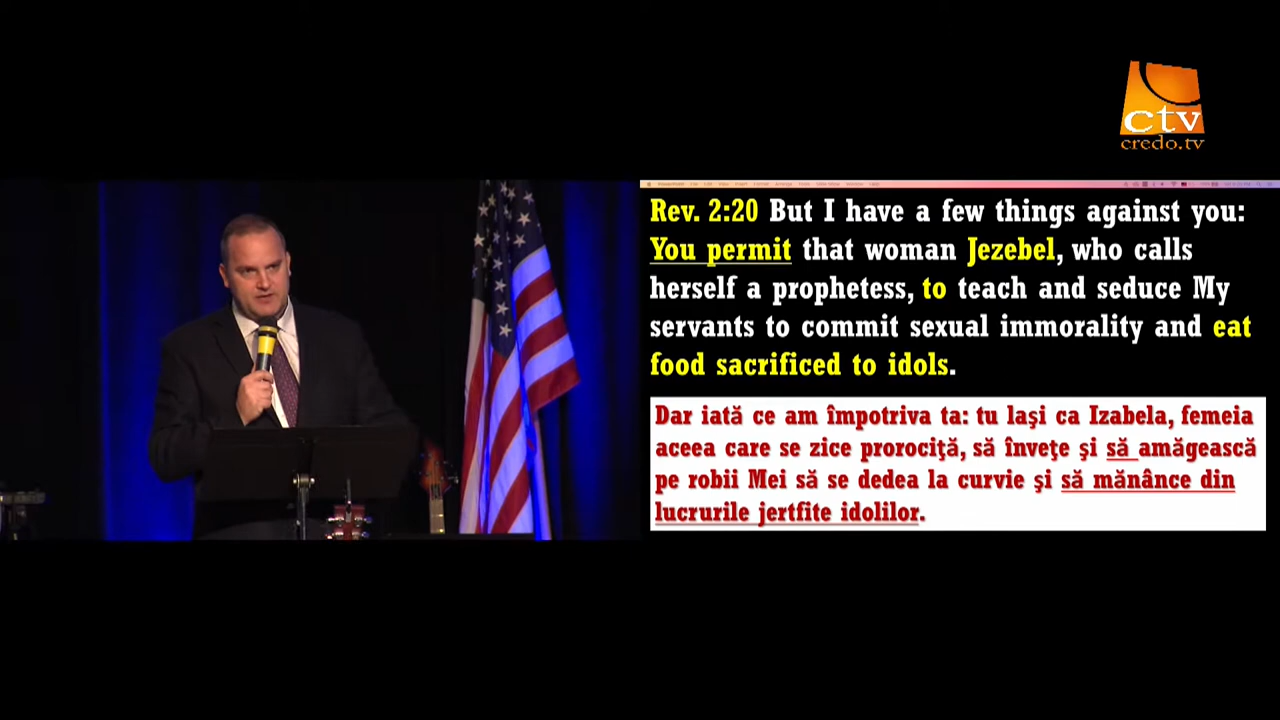 ctv
credo.tv
Rev. 2:20 But I have a few things against you:
You permit that woman Jezebel, who calls
herself a prophetess, to teach and seduce My
servants to commit sexual immorality and eat
food sacrificed to idols.
Dar iată ce am împotriva ta: tu laşi ca Izabela, femeia
aceea care se zice prorociţă, să înveţe şi să amăgească
pe robii Mei să se dedea la curvie şi să mănânce din
lucrurile jertfite idolilor.